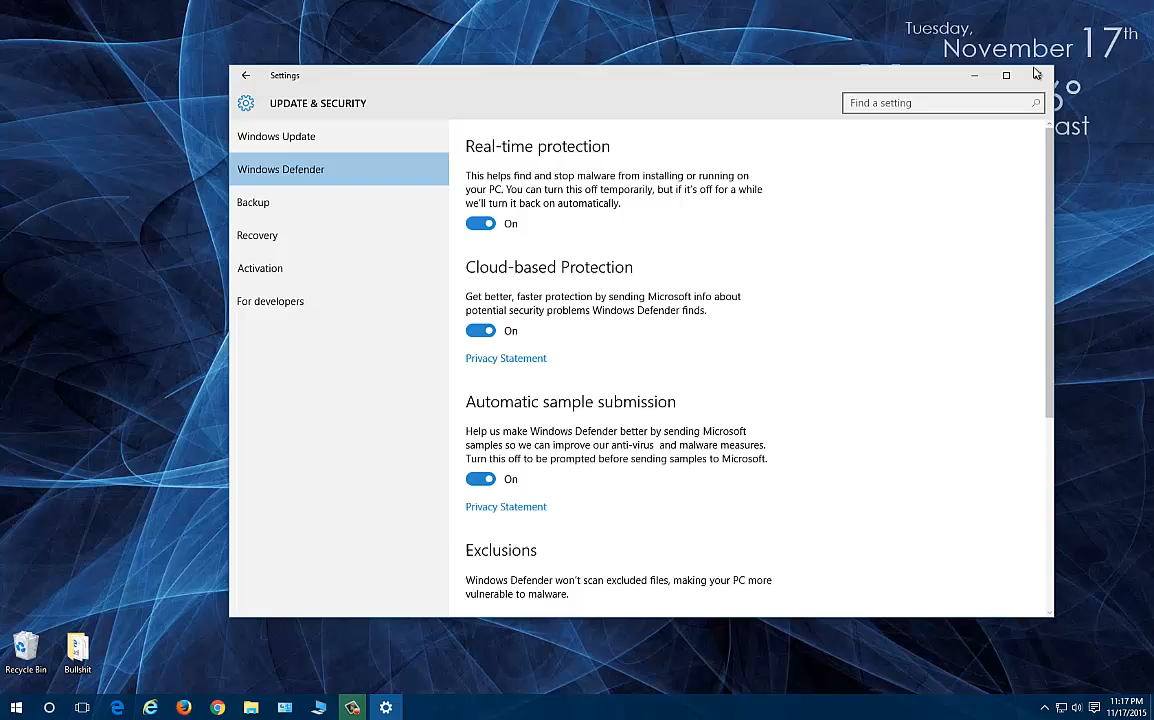 Tuesday,
November 17th
6°
ast
Settings
UPDATE & SECURITY
Find a setting
Windows Update
Windows Defender
Backup
Recovery
Activation
For developers
Real-time protection
This helps find and stop malware from installing or running on
your PC. You can turn this off temporarily, but if it's off for a while
we'll turn it back on automatically.
On
Cloud-based Protection
Get better, faster protection by sending Microsoft info about
potential security problems Windows Defender finds.
On
Privacy Statement
Automatic sample submission
Help us make Windows Defender better by sending Microsoft
samples so we can improve our anti-virus and malware measures.
Turn this off to be prompted before sending samples to Microsoft.
On
Privacy Statement
Exclusions
Windows Defender won't scan excluded files, making your PC more
vulnerable to malware.
Recycle Bin
Bullshit
11:17 PM
11/17/2015